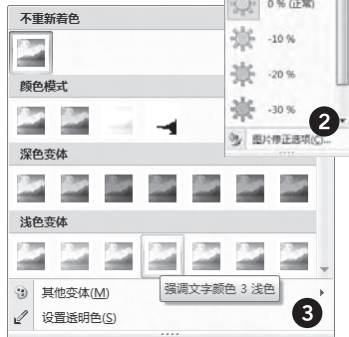 不重新着色
0 % (正常)
-10 %
-20 %
-30 %
2
图片修正选项(C)...
颜色模式
深色变体
浅色变体
强调文字颜色 3 浅色
其他变体(M)
设置透明色(S)
3